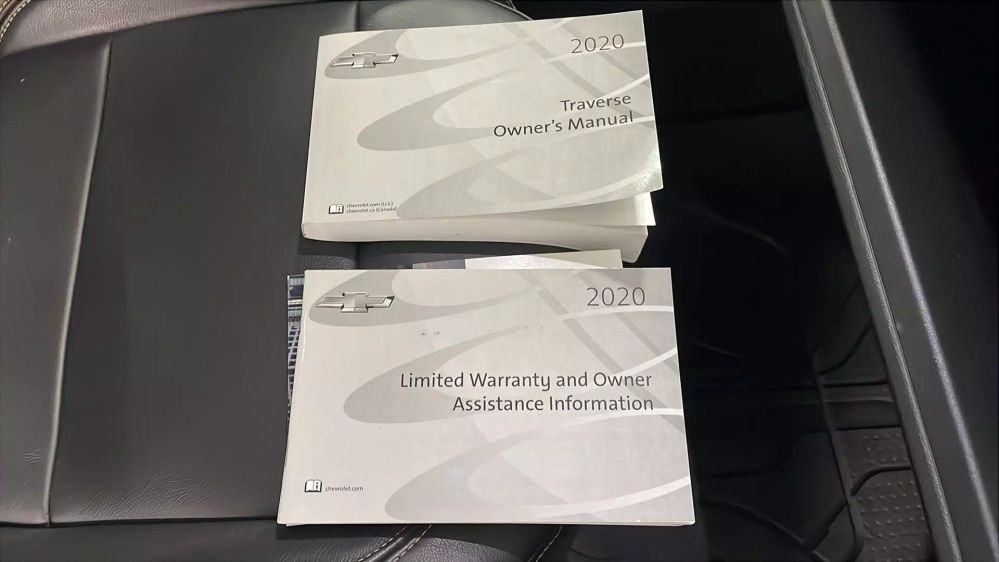 2020
Traverse
Owner's Manual
chevrolet.com (U.S.)
chevrolet.ca (Canada)
2020
Limited Warranty and Owner
Assistance Information
chevrolet.com